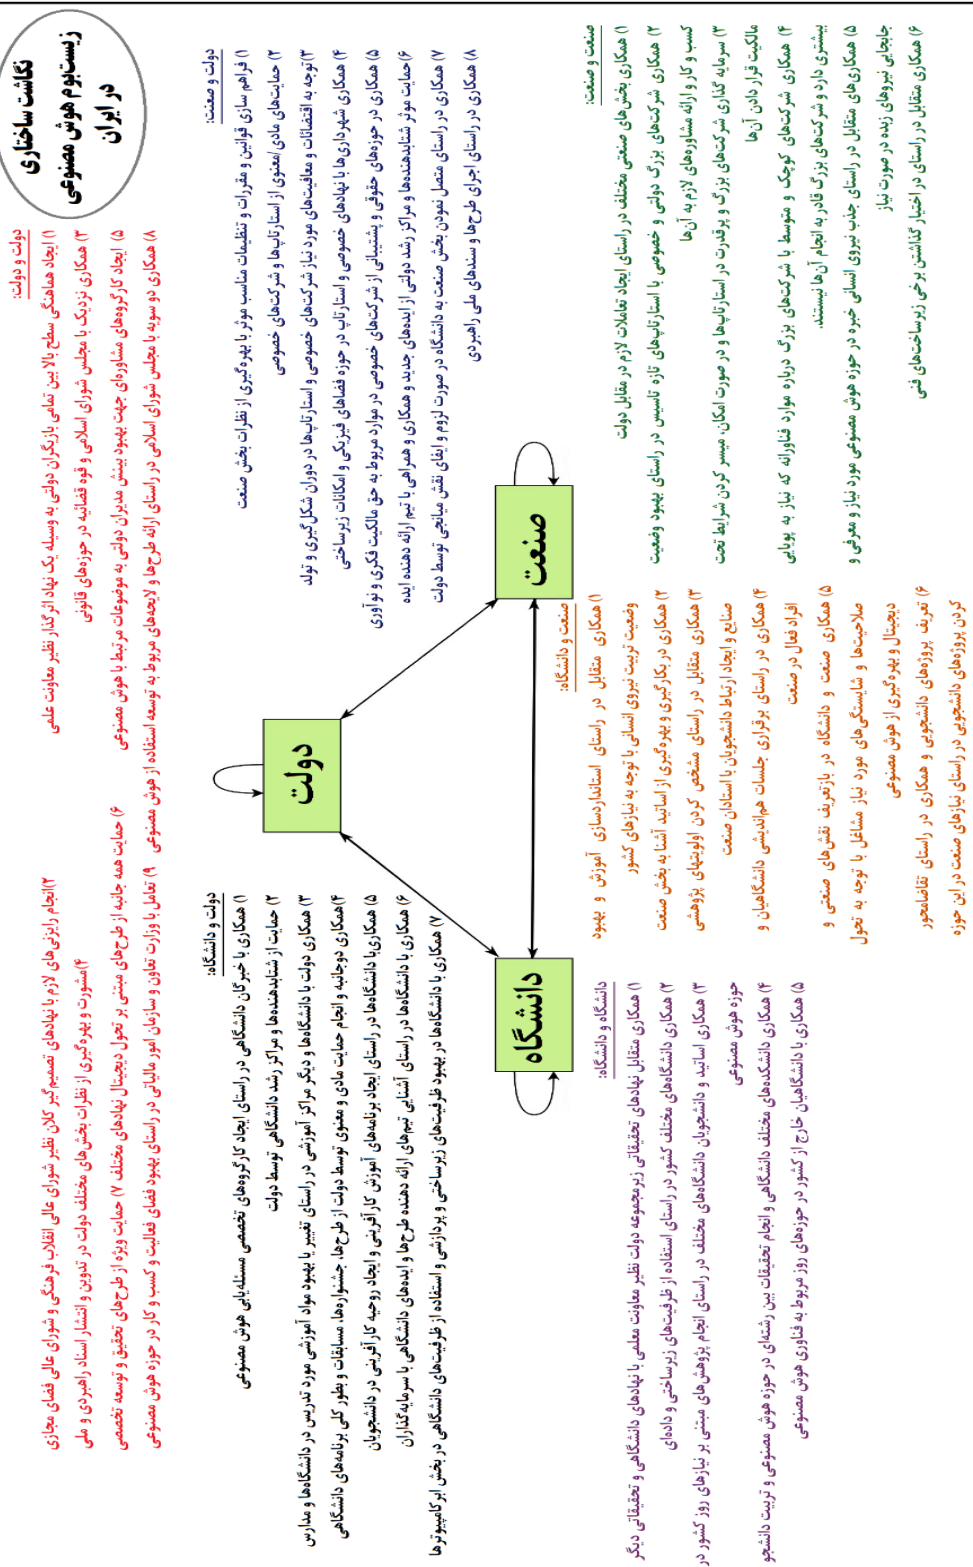 نگاشت ساختاری
زیست‌بوم هوش مصنوعی
در ایران
دولت و دولت:
۱) ایجاد هماهنگی سطح بالا بین تمامی بازیگران دولتی به وسیله یک نهاد اثرگذار نظیر معاونت علمی
۲)انجام رایزنی‌های لازم با نهادهای تصمیم گیر کلان نظیر شورای عالی انقلاب فرهنگی و شورای عالی فضای مجازی
۳) همکاری نزدیک با مجلس شورای اسلامی و قوه قضائیه در حوزه‌های قانونی
۴)مشورت و بهره گیری از نظرات بخش‌های مختلف دولت در تدوین و انتشار اسناد راهبردی و ملی
۵) ایجاد کارگروه‌های مشاوره‌ای جهت بهبود بینش مدیران دولتی به موضوعات مرتبط با هوش مصنوعی
۶) حمایت همه جانبه از طرح‌های مبتنی بر تحول دیجیتال نهادهای مختلف ۷) حمایت ویژه از طرح‌های تحقیق و توسعه تخصصی
۸) همکاری دو سویه با مجلس شورای اسلامی در راستای ارائه طرح‌ها و لایحه‌های مربوط به توسعه استفاده از هوش مصنوعی
۹) تعامل با وزارت تعاون و سازمان امور مالیاتی در راستای بهبود فضای فعالیت و کسب و کار در حوزه هوش مصنوعی
دولت و صنعت:
۱) فراهم سازی قوانین و مقررات و تنظیمات مناسب موثر با بهره‌گیری از نظرات بخش صنعت
۲) حمایت‌های مادی/معنوی از استارتاپ‌ها و شرکت‌های خصوصی
۳)توجه به اقتضائات و معافیت‌های مورد نیاز شرکت‌های خصوصی و استارتاپ‌ها در دوران شکل‌گیری و تولد
۴) همکاری شهرداری‌ها با نهادهای خصوصی و استارتاپ در حوزه فضاهای فیزیکی و امکانات زیرساختی
۵) همکاری در حوزه‌های حقوقی و پشتیبانی از شرکت‌های خصوصی در موارد مربوط به حق مالکیت فکری و نوآوری
۶)حمایت موثر شتابدهنده‌ها و مراکز رشد دولتی از ایده‌های جدید و همکاری و همراهی با تیم ارائه دهنده ایده
۷) همکاری در راستای متصل نمودن بخش صنعت به دانشگاه در صورت لزوم و ایفای نقش میانجی توسط دولت
۸) همکاری در راستای اجرای طرح‌ها و سندهای ملی راهبردی
دولت و دانشگاه:
۱) همکاری با خبرگان دانشگاهی در راستای ایجاد کارگروه‌های تخصصی مسئله‌یابی هوش مصنوعی
۲) حمایت از شتابدهنده‌ها و مراکز رشد دانشگاهی توسط دولت
۳) همکاری دولت با دانشگاه‌ها و دیگر مراکز آموزشی در راستای تغییر یا بهبود مواد آموزشی مورد تدریس در دانشگاه‌ها و مدارس
۴)همکاری دوجانبه و انجام حمایت مادی و معنوی توسط دولت از طرح‌ها، جشنواره‌ها، مسابقات و بطور کلی برنامه‌های دانشگاهی
۵) همکاری‌با دانشگاه‌ها در راستای ایجاد برنامه‌های آموزش کارآفرینی و ایجاد روحیه کارآفرینی در دانشجویان
۶) همکاری با دانشگاه‌ها در راستای آشنایی تیم‌های ارائه دهنده طرح‌ها و ایده‌های دانشگاهی با سرمایه‌گذاران
۷) همکاری با دانشگاه‌ها در بهبود ظرفیت‌های زیرساختی و پردازشی و استفاده از ظرفیت‌های دانشگاهی در بخش ابرکامپیوترها
دولت
صنعت
دانشگاه
صنعت و صنعت:
۱) همکاری بخش‌های صنعتی مختلف در راستای ایجاد تعاملات لازم در مقابل دولت
۲) همکاری شرکت‌های بزرگ دولتی و خصوصی با استارتاپ‌های تازه تاسیس در راستای بهبود وضعیت
کسب و کار و ارائه مشاوره‌های لازم به آن‌ها
۳) سرمایه گذاری شرکت‌های بزرگ و پرقدرت در استارتاپ‌ها و در صورت امکان، میسر کردن شرایط تحت
مالکیت قرار دادن آن‌ها
۴) همکاری شرکت‌های کوچک و متوسط با شرکت‌های بزرگ درباره موارد فناورانه که نیاز به پویایی
بیشتری دارد و شرکت‌های بزرگ قادر به انجام آن‌ها نیستند.
۵) همکاری‌های متقابل در راستای جذب نیروی انسانی خبره در حوزه هوش مصنوعی مورد نیاز و معرفی و
جابجایی نیروهای زبده در صورت نیاز
۶) همکاری متقابل در راستای در اختیار گذاشتن برخی زیرساخت‌های فنی
صنعت و دانشگاه:
۱) همکاری متقابل در راستای استانداردسازی آموزش و بهبود
وضعیت تربیت نیروی انسانی با توجه به نیازهای کشور
۲) همکاری در بکارگیری و بهره‌گیری از اساتید آشنا به بخش صنعت
۳) همکاری متقابل در راستای مشخص کردن اولویتهای پژوهشی
صنایع و ایجاد ارتباط دانشجویان با استادان صنعت
۴) همکاری در راستای برقراری جلسات هم‌اندیشی دانشگاهیان و
افراد فعال در صنعت
۵) همکاری صنعت و دانشگاه در بازتعریف نقش‌های صنعتی و
صلاحیت‌ها و شایستگی‌های مورد نیاز مشاغل با توجه به تحول
دیجیتال و بهره گیری از هوش مصنوعی
۶) تعریف پروژه‌های دانشجویی و همکاری در راستای تقاضامحور
کردن پروژه‌های دانشجویی در راستای نیازهای صنعت در این حوزه
دانشگاه و دانشگاه:
۱) همکاری متقابل نهادهای تحقیقاتی زیرمجموعه دولت نظیر معاونت معلمی با نهادهای دانشگاهی و تحقیقاتی دیگر
۲) همکاری دانشگاه‌های مختلف کشور در راستای استفاده از ظرفیت‌های زیرساختی و داده‌ای
۳) همکاری اساتید و دانشجویان دانشگاه‌های مختلف در راستای انجام پژوهش‌های مبتنی بر نیازهای روز کشور در
حوزه هوش مصنوعی
۴) همکاری دانشکده‌های مختلف دانشگاهی و انجام تحقیقات بین رشته‌ای در حوزه هوش مصنوعی و تربیت دانشجو
۵) همکاری با دانشگاهیان خارج از کشور در حوزه‌های روز مربوط به فناوری هوش مصنوعی